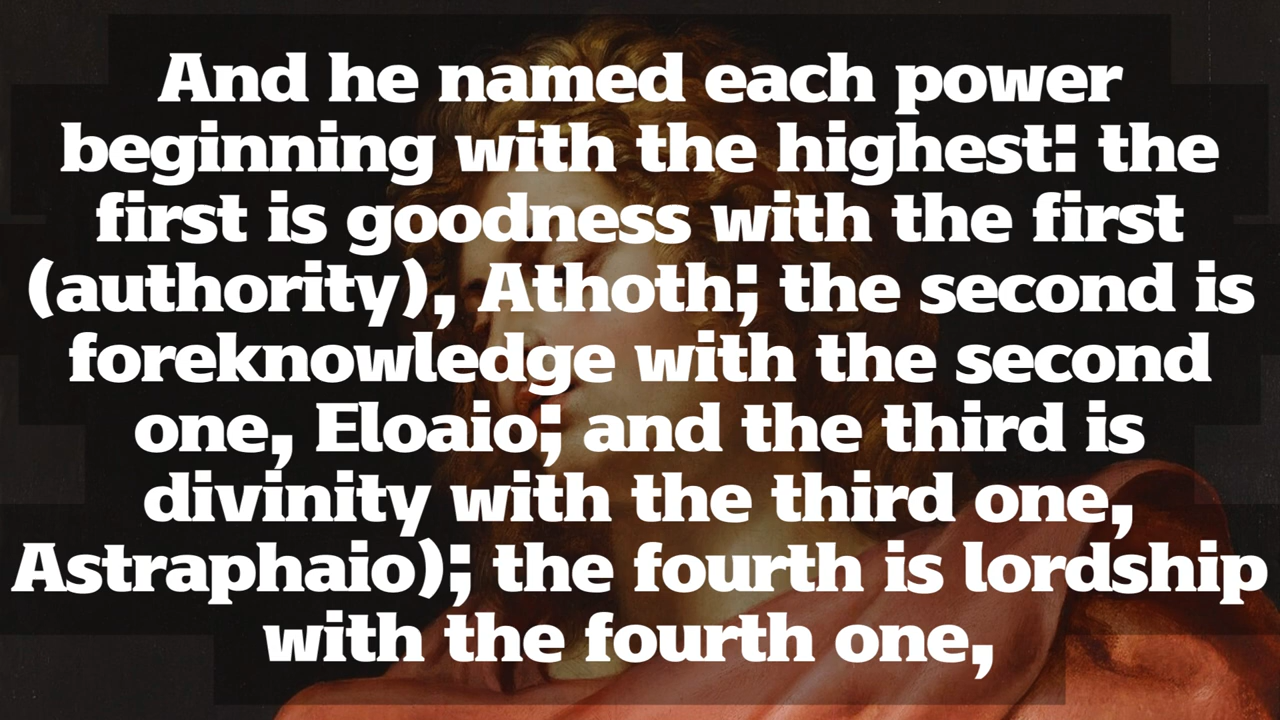 And he named each power
beginning with the highest: the
first is goodness with the first
(authority), Athoth; the second is
foreknowledge with the second
one, Eloaio; and the third is
divinity with the third one,
Astraphaio); the fourth is lordship
with the fourth one,